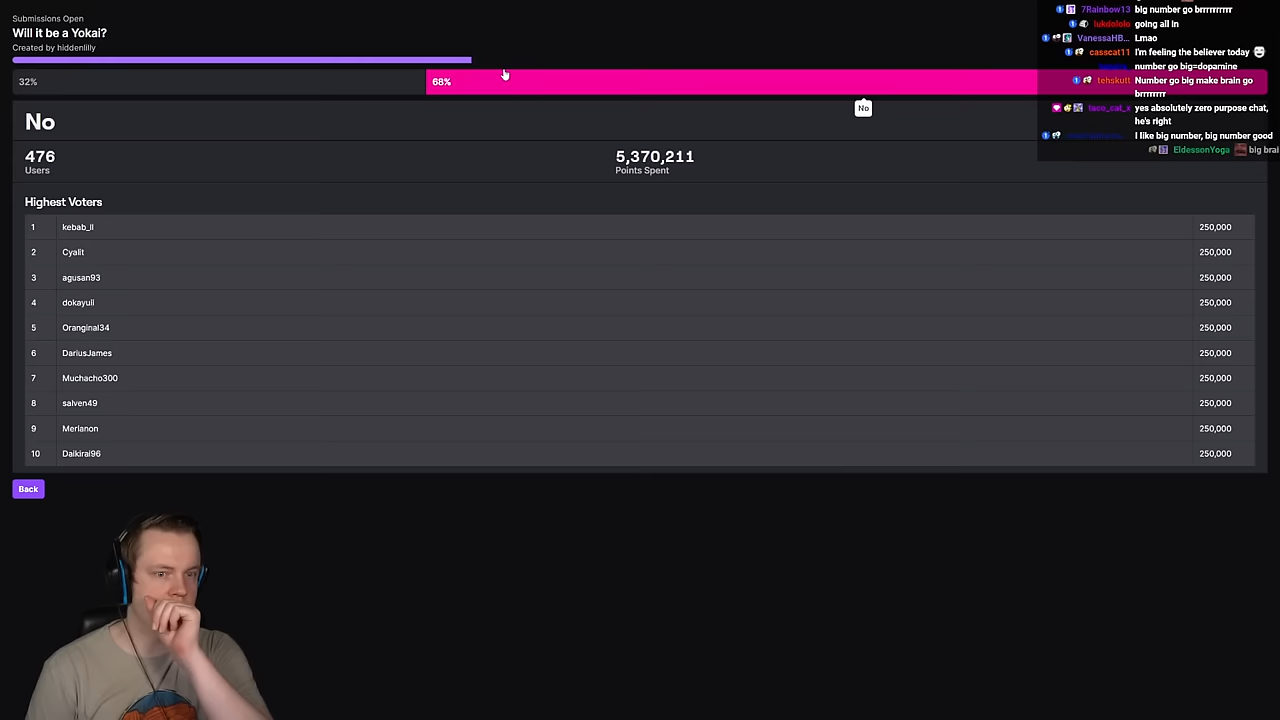 Submissions Open
Will it be a Yokai?
Created by hiddenlilly
32%
68%
No
No
476
Users
5,370,211
Points Spent
Highest Voters
1 kebab_ll 250,000
2 Cyalit 250,000
3 agusan93 250,000
4 dokayull 250,000
5 Oranginal34 250,000
6 DariusJames 250,000
7 Muchacho300 250,000
8 salven49 250,000
9 Merlanon 250,000
10 Daikirai96 250,000
Back
7Rainbow13 big number go brrrrrrrrr
lukdololo going all in
VanessaHB... Lmao
casscat11 I'm feeling the believer today
number go big=dopamine
tehskutt Number go big make brain go
brrrrrrrr
taco_cat_x yes absolutely zero purpose chat,
he's right
I like big number, big number good
EldessonYoga big brai